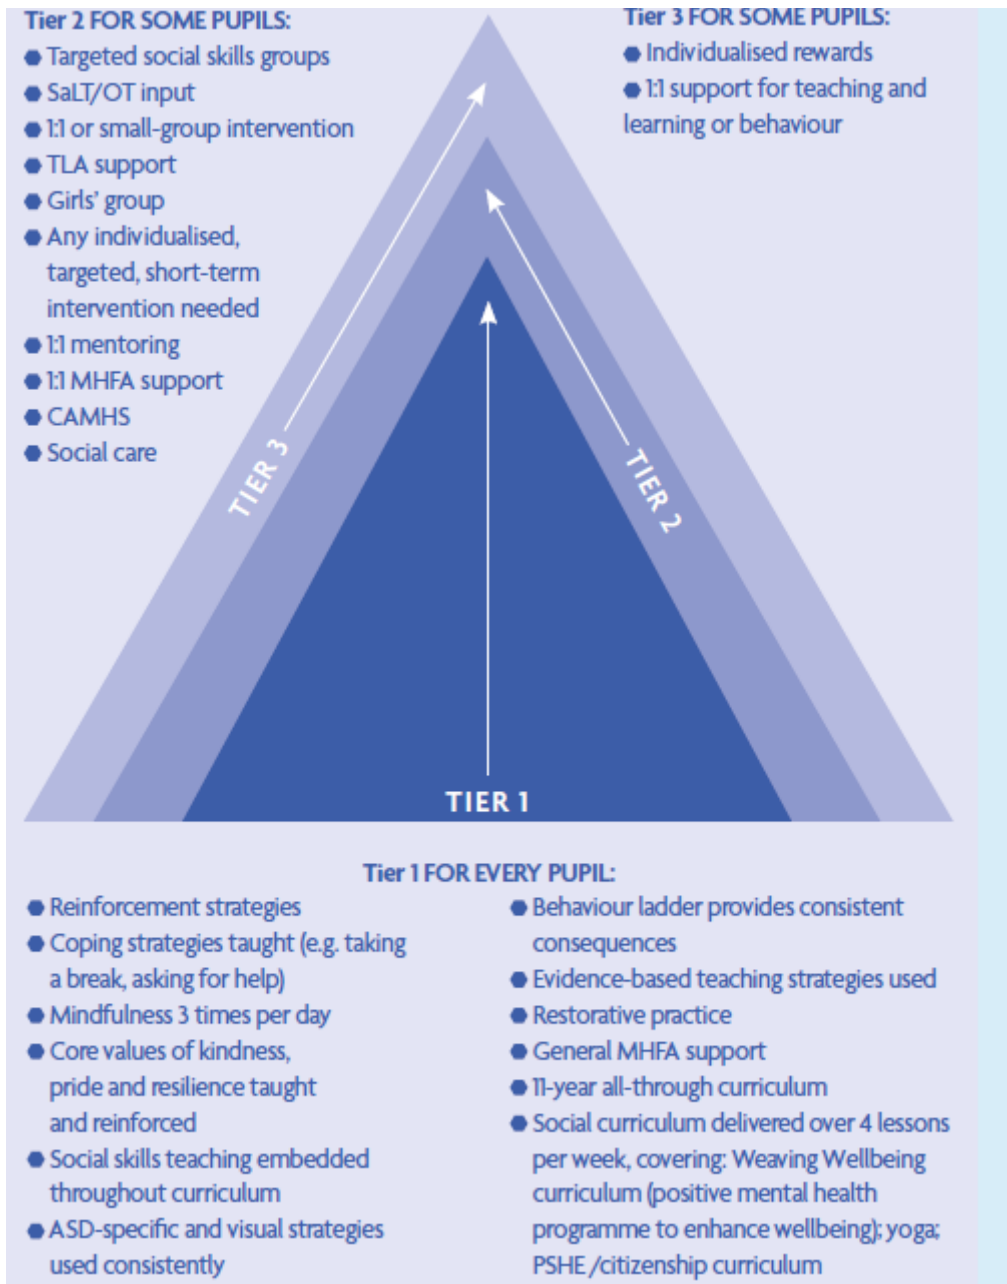 Tier 2 FOR SOME PUPILS:
Targeted social skills groups
SaLT/OT input
1:1 or small-group intervention
TLA support
Girls' group
Any individualised,
targeted, short-term
intervention needed
1:1 mentoring
1:1 MHFA support
CAMHS
Social care
Tier 3 FOR SOME PUPILS:
Individualised rewards
1:1 support for teaching and
learning or behaviour
TIER 3
TIER 2
TIER 1
Tier 1 FOR EVERY PUPIL:
Reinforcement strategies
Coping strategies taught (e.g. taking
a break, asking for help)
Mindfulness 3 times per day
Core values of kindness,
pride and resilience taught
and reinforced
Social skills teaching embedded
throughout curriculum
ASD-specific and visual strategies
used consistently
Behaviour ladder provides consistent
consequences
Evidence-based teaching strategies used
Restorative practice
General MHFA support
11-year all-through curriculum
Social curriculum delivered over 4 lessons
per week, covering: Weaving Wellbeing
curriculum (positive mental health
programme to enhance wellbeing); yoga;
PSHE/citizenship curriculum